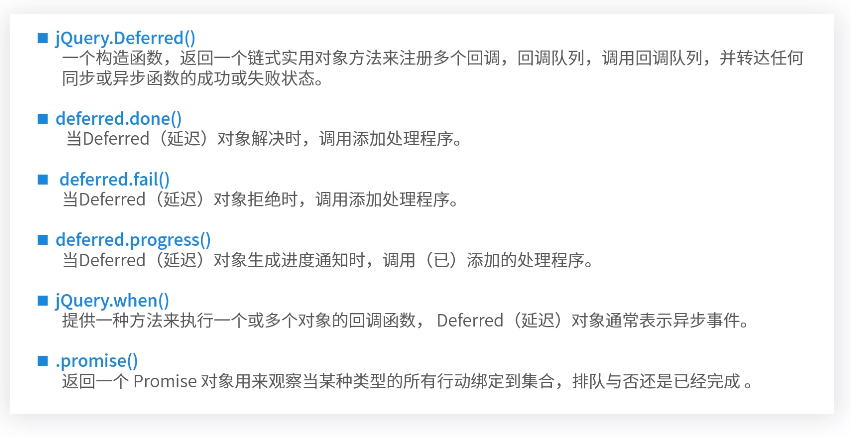 jQuery.Deferred()
一个构造函数，返回一个链式实用对象方法来注册多个回调，回调队列，调用回调队列，并转达任何
同步或异步函数的成功或失败状态。
deferred.done()
当Deferred（延迟）对象解决时，调用添加处理程序。
deferred.fail()
当Deferred（延迟）对象拒绝时，调用添加处理程序。
deferred.progress()
当Deferred（延迟）对象生成进度通知时，调用（已）添加的处理程序。
jQuery.when()
提供一种方法来执行一个或多个对象的回调函数， Deferred（延迟）对象通常表示异步事件。
.promise()
返回一个 Promise 对象用来观察当某种类型的所有行动绑定到集合，排队与否还是已经完成 。